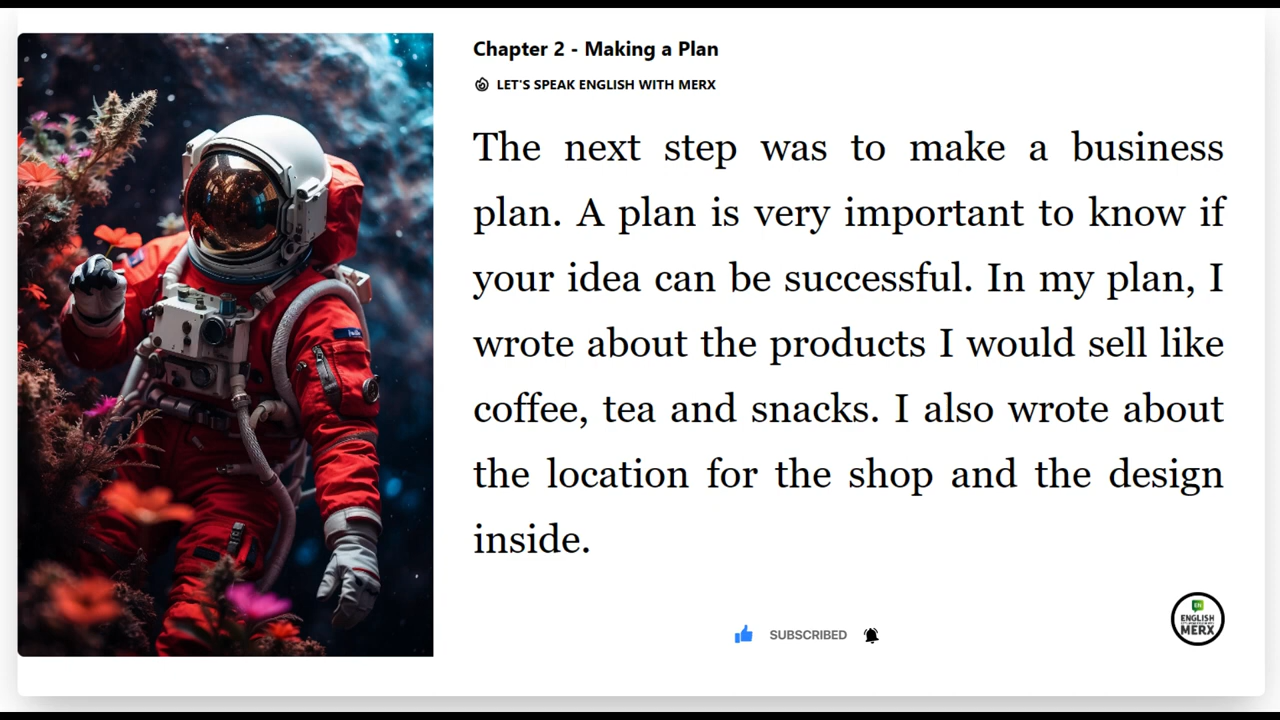 Chapter 2 - Making a Plan
LET'S SPEAK ENGLISH WITH MERX
The next step was to make a business
plan. A plan is very important to know if
your idea can be successful. In my plan, I
wrote about the products I would sell like
coffee, tea and snacks. I also wrote about
the location for the shop and the design
inside.
SUBSCRIBED
EN
ENGLISH
MERX